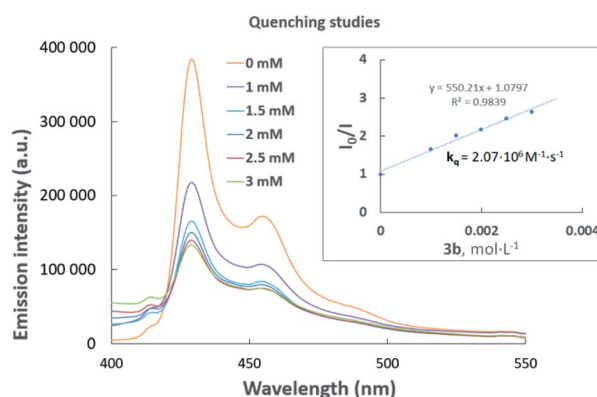 Quenching studies
Emission intensity (a.u.)
400 000
300 000
200 000
100 000
0
400
450
500
550
Wavelength (nm)
0 mM
1 mM
1.5 mM
2 mM
2.5 mM
3 mM
I₀/I
4
3
2
1
0
0
0.002
0.004
3b, mol·L⁻¹
y = 550.21x + 1.0797
R² = 0.9839
k_q = 2.07·10⁶ M⁻¹·s⁻¹